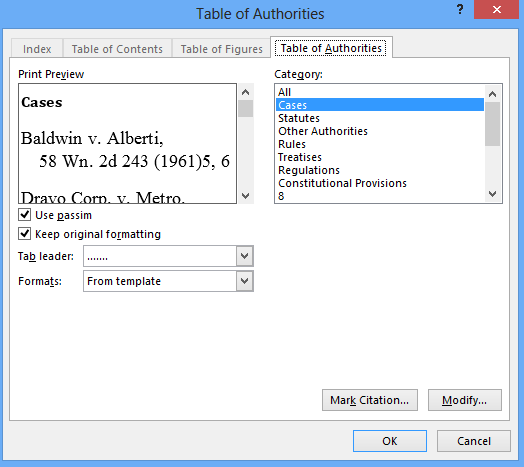 Table of Authorities
?
Index
Table of Contents
Table of Figures
Table of Authorities
Print Preview
Cases
Baldwin v. Alberti,
58 Wn. 2d 243 (1961)5, 6
Dravo Corp. v. Metro.
Use passim
Keep original formatting
Tab leader:
.......
Formats:
From template
Category:
All
Cases
Statutes
Other Authorities
Rules
Treatises
Regulations
Constitutional Provisions
8
Mark Citation...
Modify...
OK
Cancel